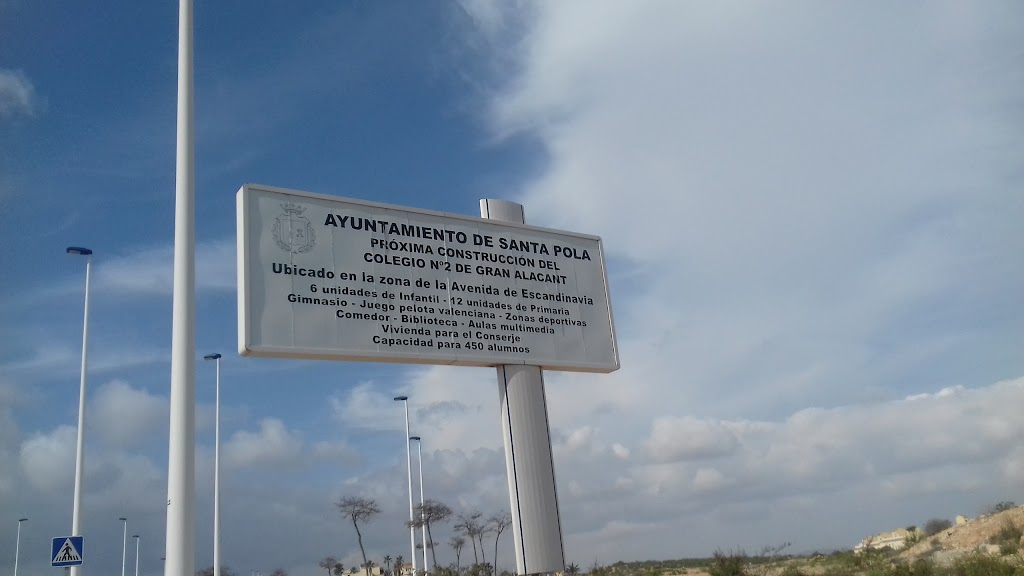 AYUNTAMIENTO DE SANTA POLA
PRÓXIMA CONSTRUCCIÓN DEL
COLEGIO Nº2 DE GRAN ALACANT
Ubicado en la zona de la Avenida de Escandinavia
6 unidades de Infantil - 12 unidades de Primaria
Gimnasio - Juego pelota valenciana - Zonas deportivas
Comedor - Biblioteca - Aulas multimedia
Vivienda para el Conserje
Capacidad para 450 alumnos